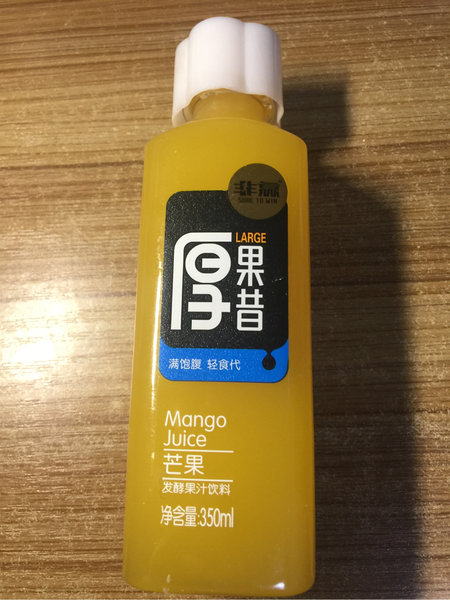 非赢
SURE TO WIN
LARGE
厚果昔
满饱腹 轻食代
Mango
Juice
芒果
发酵果汁饮料
净含量:350ml